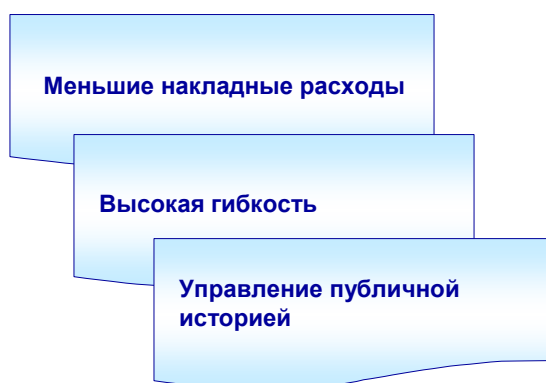 Меньшие накладные расходы
Высокая гибкость
Управление публичной
историей